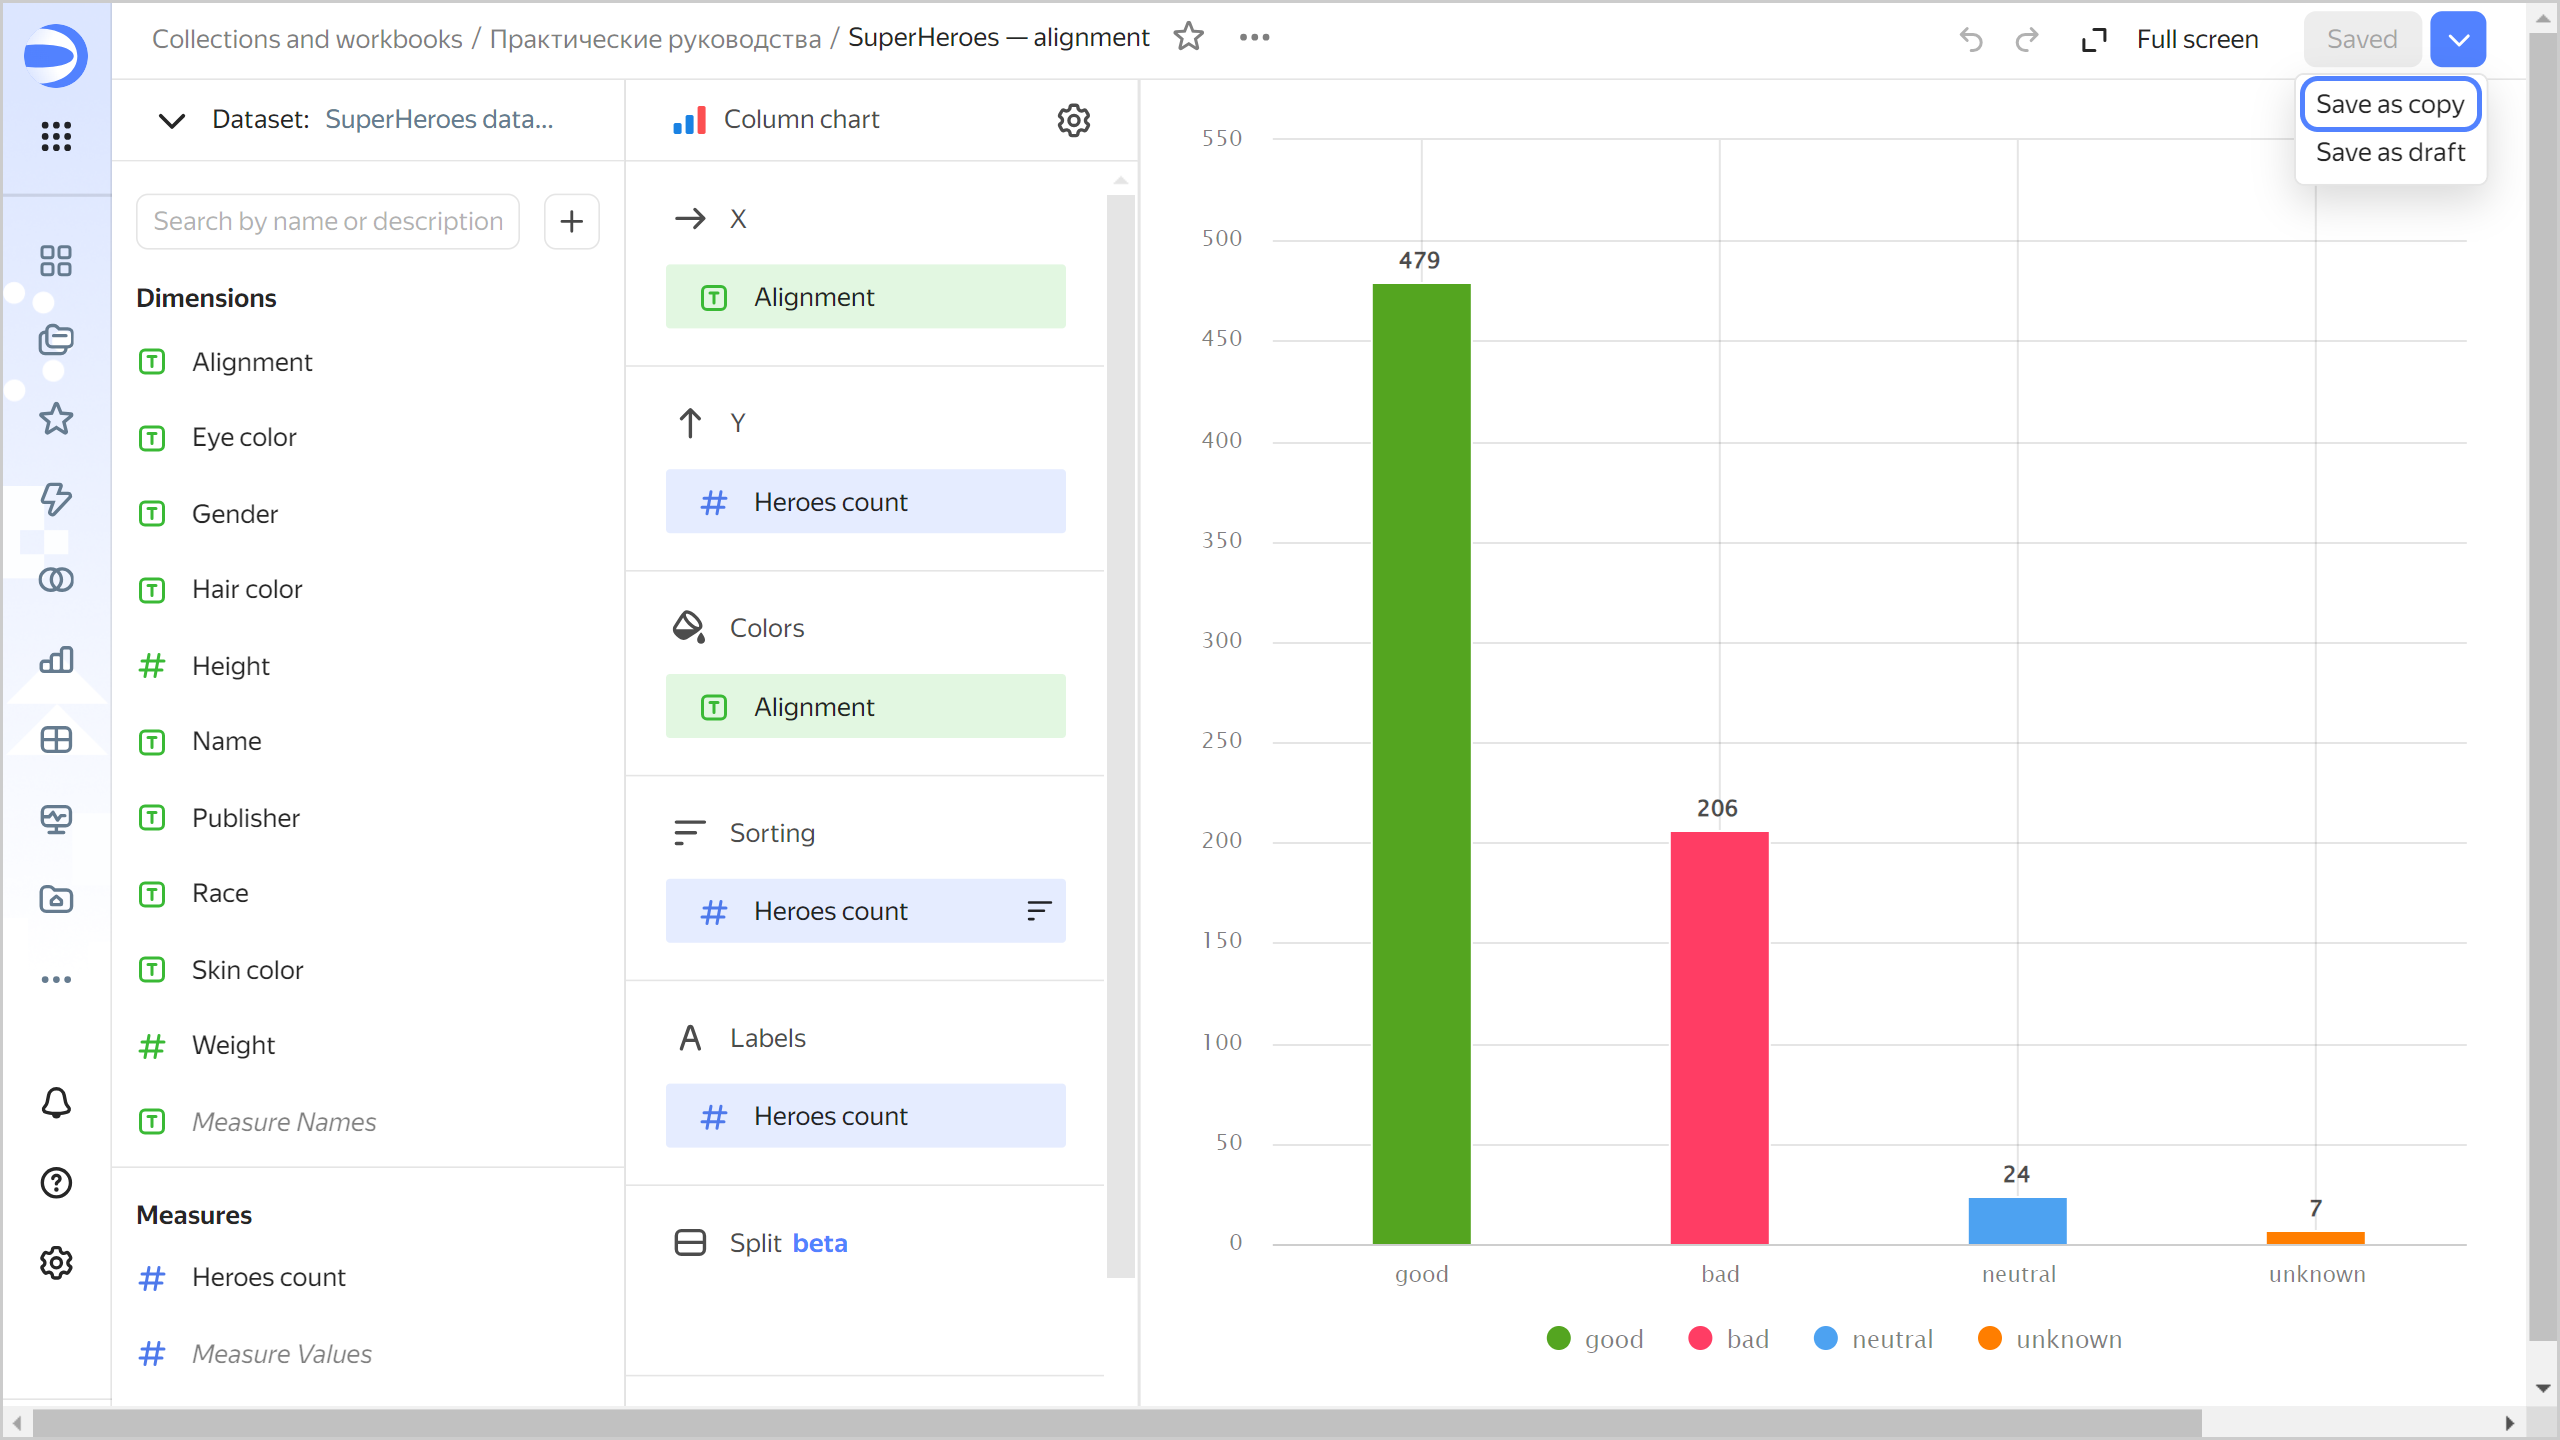 Collections and workbooks / Практические руководства / SuperHeroes — alignment
Full screen
Saved
Save as copy
Save as draft
Dataset: SuperHeroes data...
Search by name or description
Dimensions
Alignment
Eye color
Gender
Hair color
Height
Name
Publisher
Race
Skin color
Weight
Measure Names
Measures
Heroes count
Measure Values
Column chart
X
Alignment
Y
Heroes count
Colors
Alignment
Sorting
Heroes count
Labels
Heroes count
Split beta
550
500
450
400
350
300
250
200
150
100
50
0
479
206
24
7
good
bad
neutral
unknown
good
bad
neutral
unknown